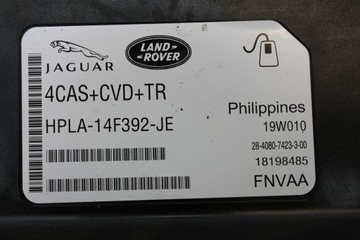 JAGUAR
LAND-
ROVER
4CAS+CVD+TR
HPLA-14F392-JE
Philippines
19W010
28-4080-7423-3-00
18198485
FNVAA